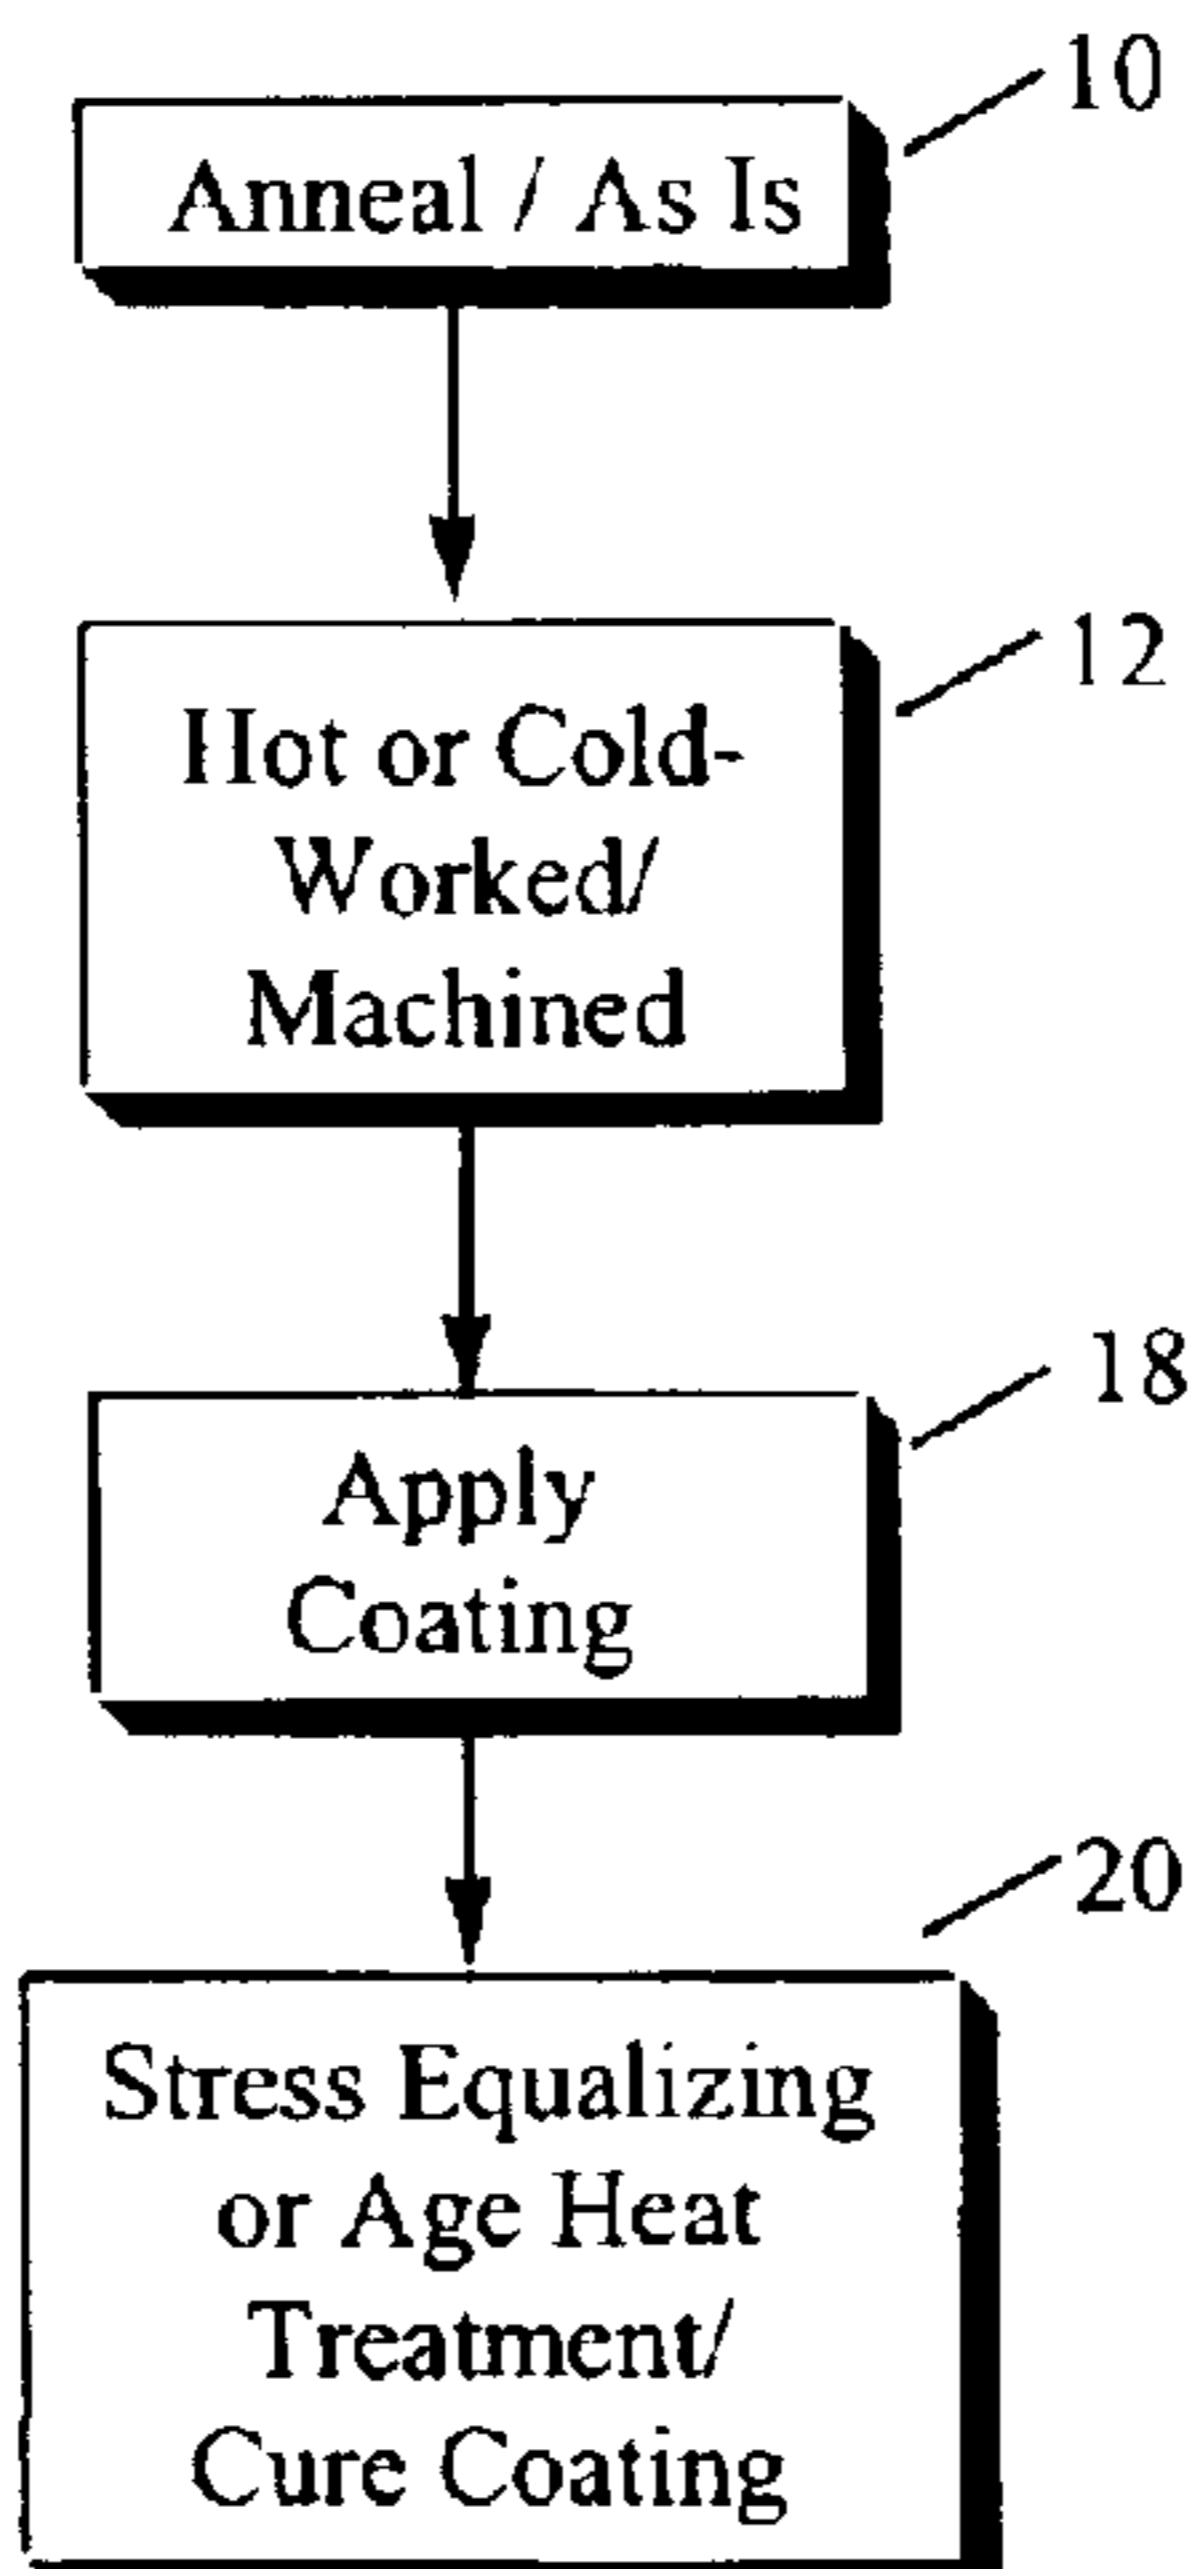 10
Anneal / As Is
12
Hot or Cold-
Worked/
Machined
18
Apply
Coating
20
Stress Equalizing
or Age Heat
Treatment/
Cure Coating